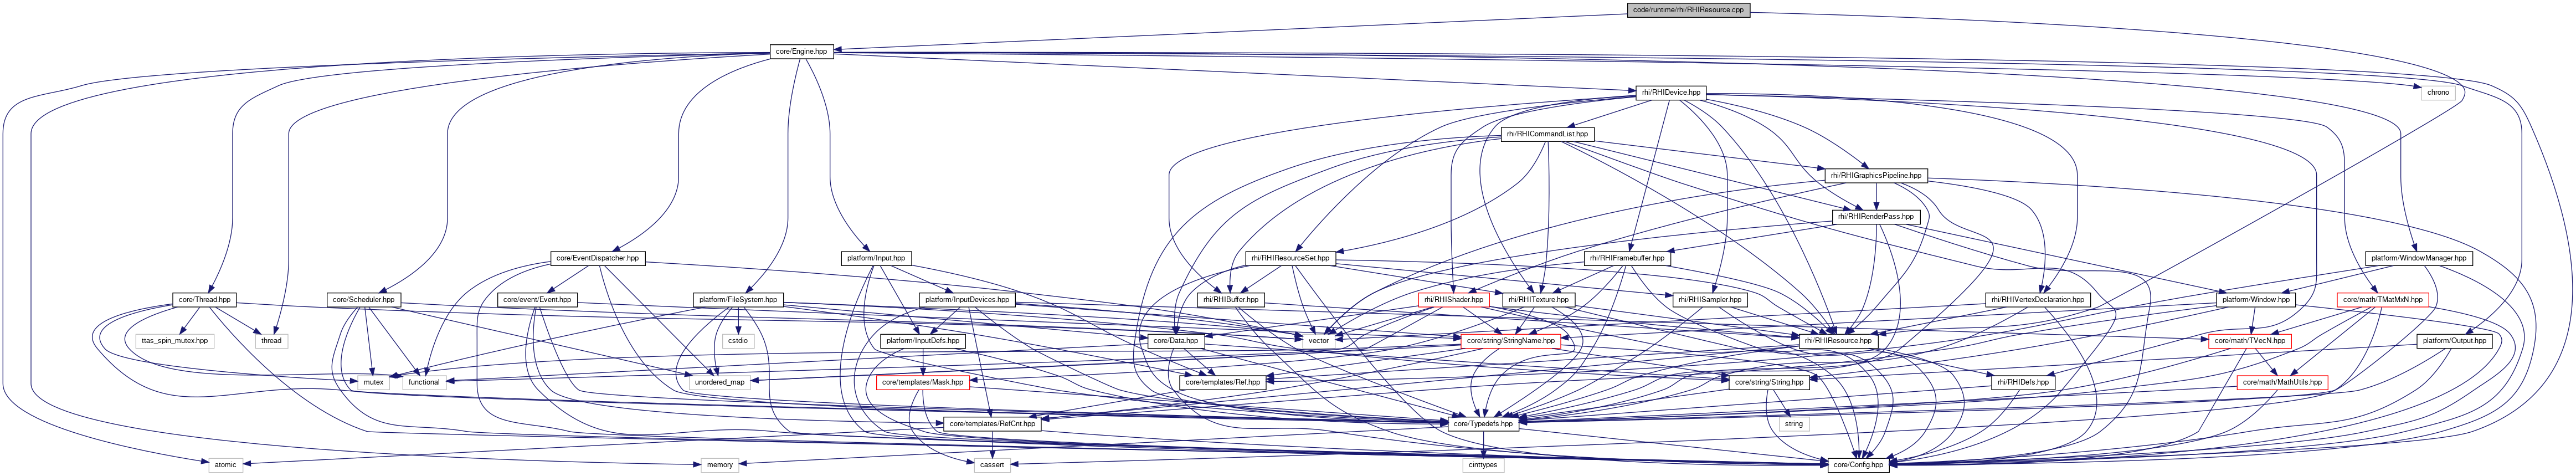 code/runtime/rhi/RHIResource.cpp
core/Engine.hpp
rhi/RHIDevice.hpp
chrono
rhi/RHICommandList.hpp
rhi/RHIGraphicsPipeline.hpp
rhi/RHIRenderPass.hpp
core/EventDispatcher.hpp
platform/Input.hpp
rhi/RHIResourceSet.hpp
rhi/RHIFramebuffer.hpp
platform/WindowManager.hpp
core/Thread.hpp
core/Scheduler.hpp
core/event/Event.hpp
platform/FileSystem.hpp
platform/InputDevices.hpp
rhi/RHIBuffer.hpp
rhi/RHIShader.hpp
rhi/RHITexture.hpp
rhi/RHISampler.hpp
rhi/RHIVertexDeclaration.hpp
platform/Window.hpp
core/math/TMatMxN.hpp
ttas_spin_mutex.hpp
thread
cstdio
platform/InputDefs.hpp
core/Data.hpp
vector
core/string/StringName.hpp
rhi/RHIResource.hpp
core/math/TVecN.hpp
platform/Output.hpp
mutex
functional
unordered_map
core/templates/Mask.hpp
core/templates/Ref.hpp
core/string/String.hpp
rhi/RHIDefs.hpp
core/math/MathUtils.hpp
core/templates/RefCnt.hpp
core/Typedefs.hpp
string
atomic
memory
cassert
cinttypes
core/Config.hpp